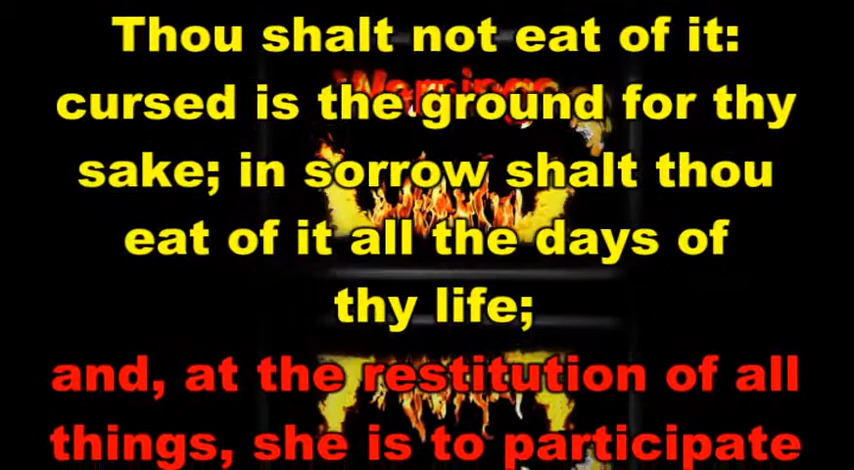 Thou shalt not eat of it:
Warnings
cursed is the ground for thy
sake; in sorrow shalt thou
eat of it all the days of
thy life;
and, at the restitution of all
things, she is to participate